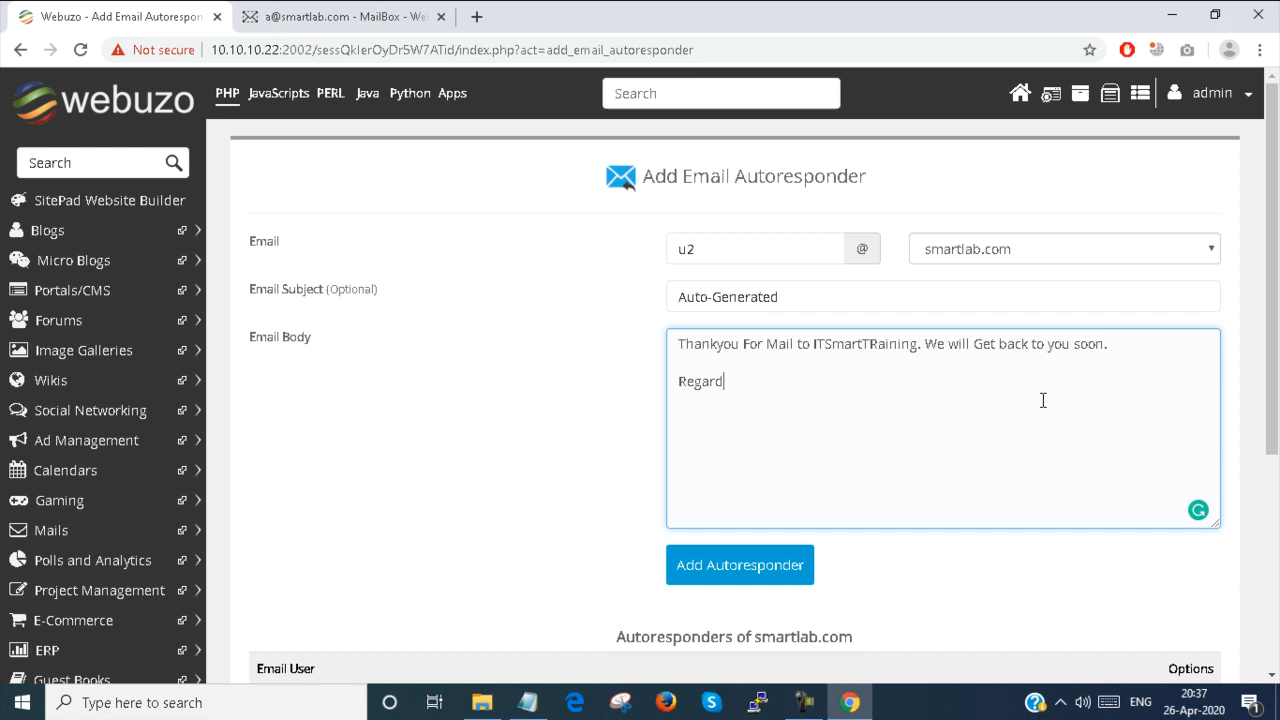 Webuzo - Add Email Autorespon
a@smartlab.com - MailBox - We
Not secure
10.10.10.22:2002/sessQkIerOyDr5W7ATid/index.php?act=add_email_autoresponder
webuzo
PHP JavaScripts PERL Java Python Apps
Search
admin
Search
SitePad Website Builder
Blogs
Micro Blogs
Portals/CMS
Forums
Image Galleries
Wikis
Social Networking
Ad Management
Calendars
Gaming
Mails
Polls and Analytics
Project Management
E-Commerce
ERP
Guest Books
Add Email Autoresponder
Email
u2
@
smartlab.com
Email Subject (Optional)
Auto-Generated
Email Body
Thankyou For Mail to ITSmartTRaining. We will Get back to you soon.
Regard
Add Autoresponder
Autoresponders of smartlab.com
Email User
Options
Type here to search
ENG
20:37
26-Apr-2020